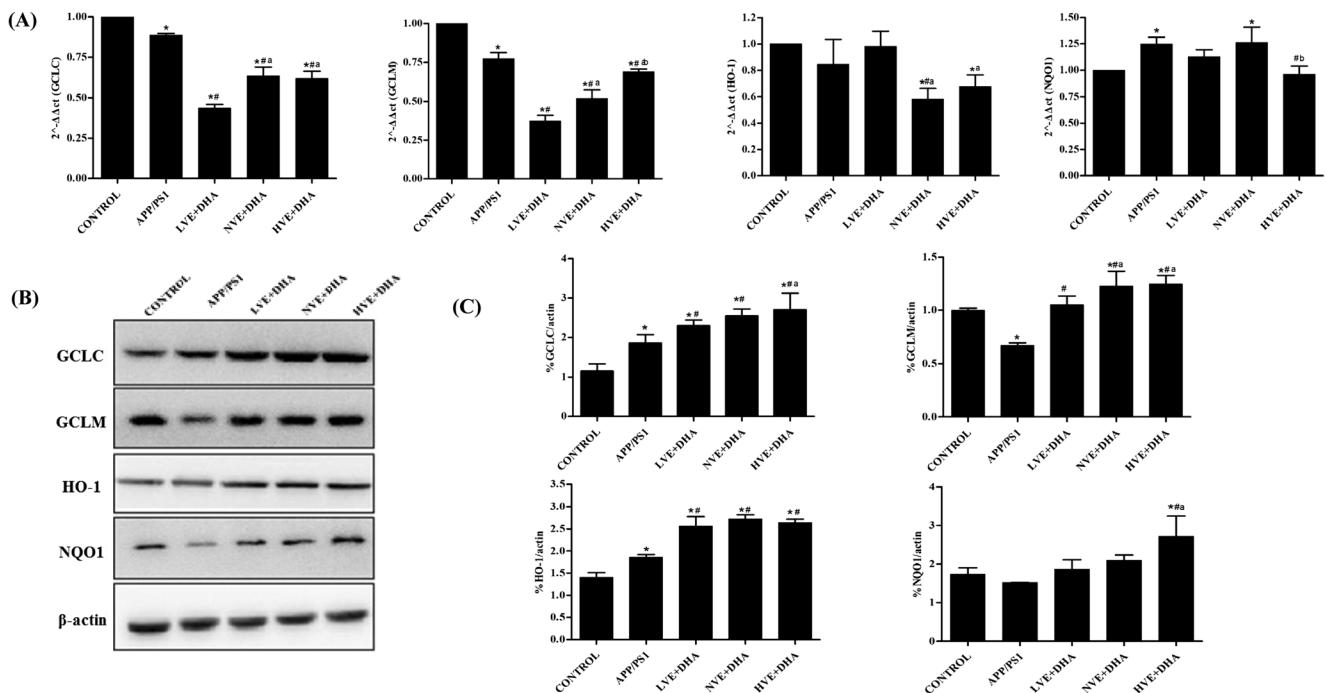 (A)
2^-ΔΔct (GCLC)
1.00
0.75
0.50
0.25
0.00
*
*#
*#a
*#a
CONTROL
APP/PS1
LVE+DHA
NVE+DHA
HVE+DHA
2^-ΔΔct (GCLM)
1.00
0.75
0.50
0.25
0.00
*
*#
*# a
*# ab
CONTROL
APP/PS1
LVE+DHA
NVE+DHA
HVE+DHA
2^-ΔΔct (HO-1)
1.2
1.0
0.8
0.6
0.4
0.2
0.0
*#a
*a
CONTROL
APP/PS1
LVE+DHA
NVE+DHA
HVE+DHA
2^-ΔΔct (NQO1)
1.50
1.25
1.00
0.75
0.50
0.25
0.00
*
*
#b
CONTROL
APP/PS1
LVE+DHA
NVE+DHA
HVE+DHA
(B)
CONTROL
APP/PS1
LVE+DHA
NVE+DHA
HVE+DHA
GCLC
GCLM
HO-1
NQO1
β-actin
(C)
%GCLC/actin
4
3
2
1
0
*
*#
*#
*#a
CONTROL
APP/PS1
LVE+DHA
NVE+DHA
HVE+DHA
%GCLM/actin
1.5
1.0
0.5
0.0
*
#
*#a
*#a
CONTROL
APP/PS1
LVE+DHA
NVE+DHA
HVE+DHA
%HO-1/actin
3.5
3.0
2.5
2.0
1.5
1.0
0.5
0.0
*
*#
*#
*#
CONTROL
APP/PS1
LVE+DHA
NVE+DHA
HVE+DHA
%NQO1/actin
4
3
2
1
0
*#a
CONTROL
APP/PS1
LVE+DHA
NVE+DHA
HVE+DHA